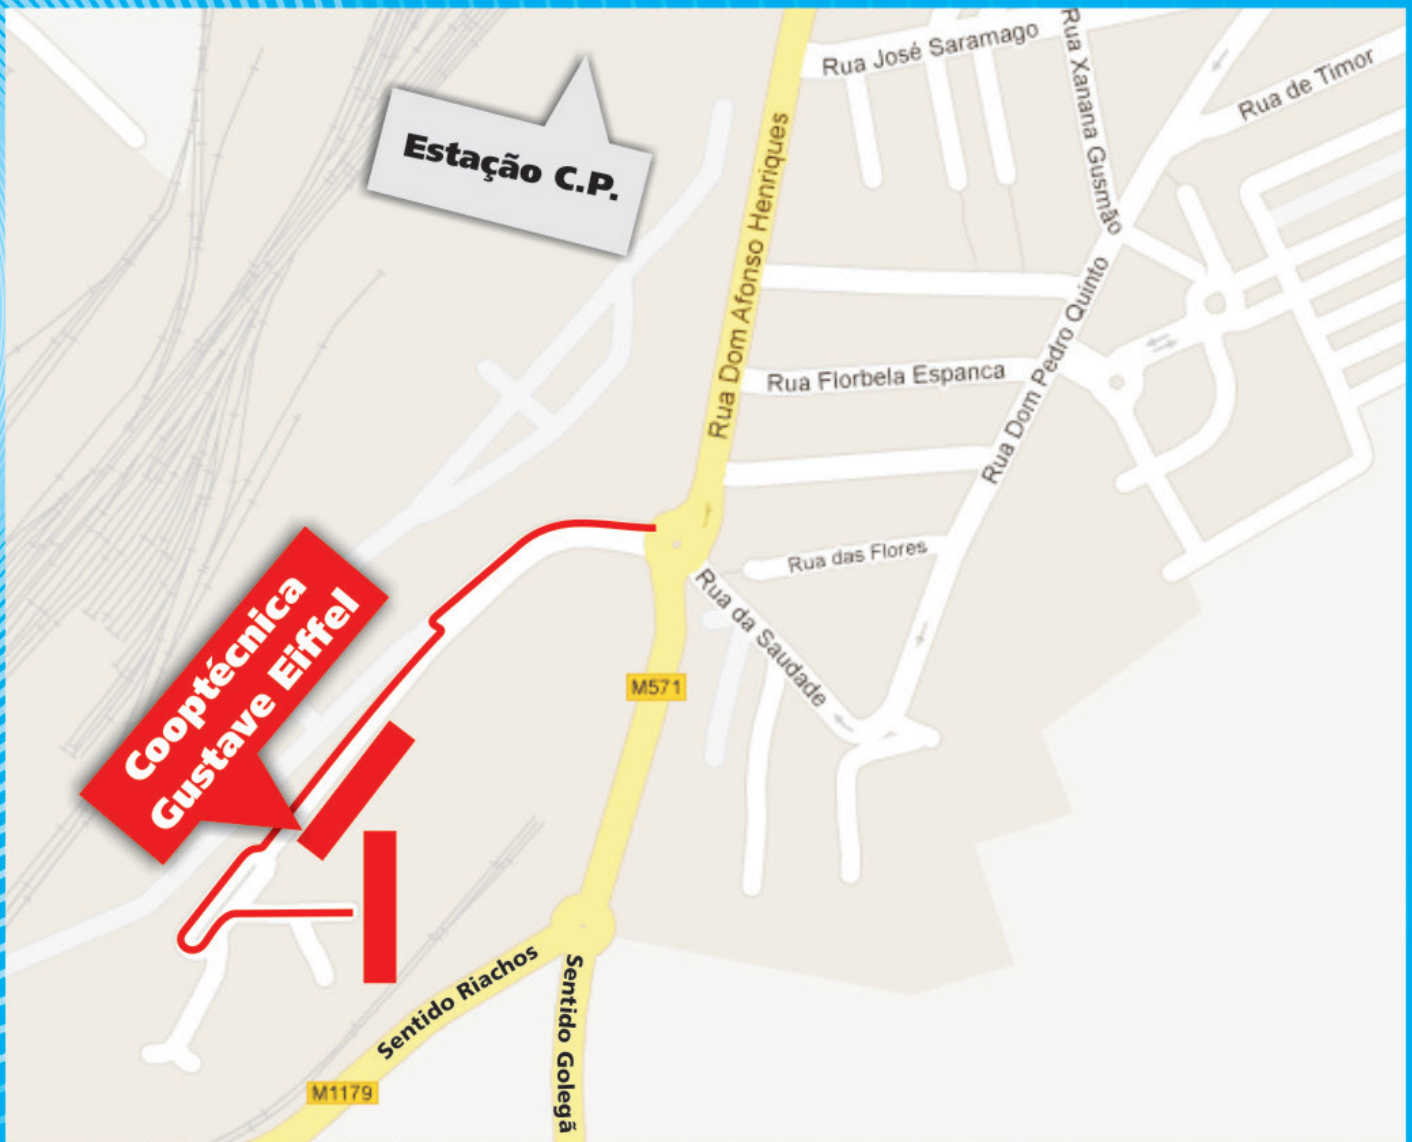 Rua José Saramago
Rua Xanana Gusmão
Rua de Timor
Estação C.P.
Rua Dom Afonso Henriques
Rua Dom Pedro Quinto
Rua Florbela Espanca
Rua das Flores
Rua da Saudade
Cooptécnica
Gustave Eiffel
M571
Sentido Riachos
Sentido Golegã
M1179